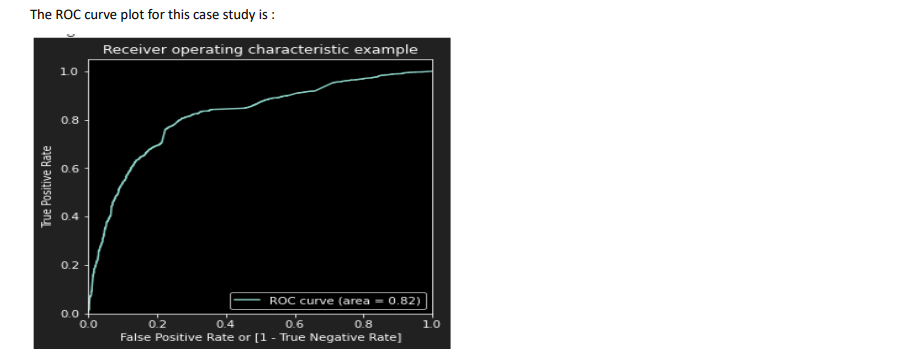 The ROC curve plot for this case study is :
Receiver operating characteristic example
1.0
0.8
0.6
0.4
0.2
0.0
True Positive Rate
ROC curve (area = 0.82)
0.0 0.2 0.4 0.6 0.8 1.0
False Positive Rate or [1 - True Negative Rate]